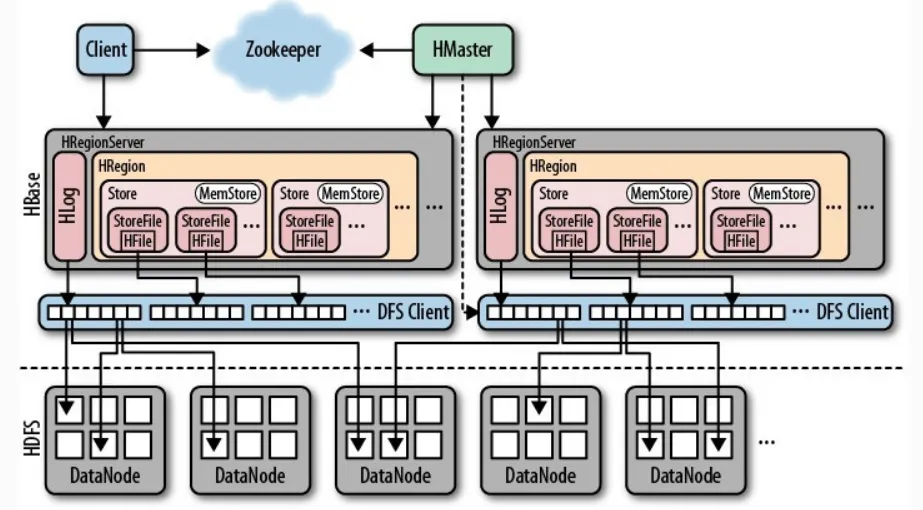 Client
Zookeeper
HMaster
HBase
HRegionServer
HLog
HRegion
Store MemStore
StoreFile StoreFile ...
HFile HFile
Store MemStore
StoreFile
HFile ...
... ...
HRegionServer
HLog
HRegion
Store MemStore
StoreFile StoreFile ...
HFile HFile
Store MemStore
StoreFile
HFile ...
... ...
... DFS Client
... DFS Client
HDFS
DataNode
DataNode
DataNode
DataNode
DataNode
...